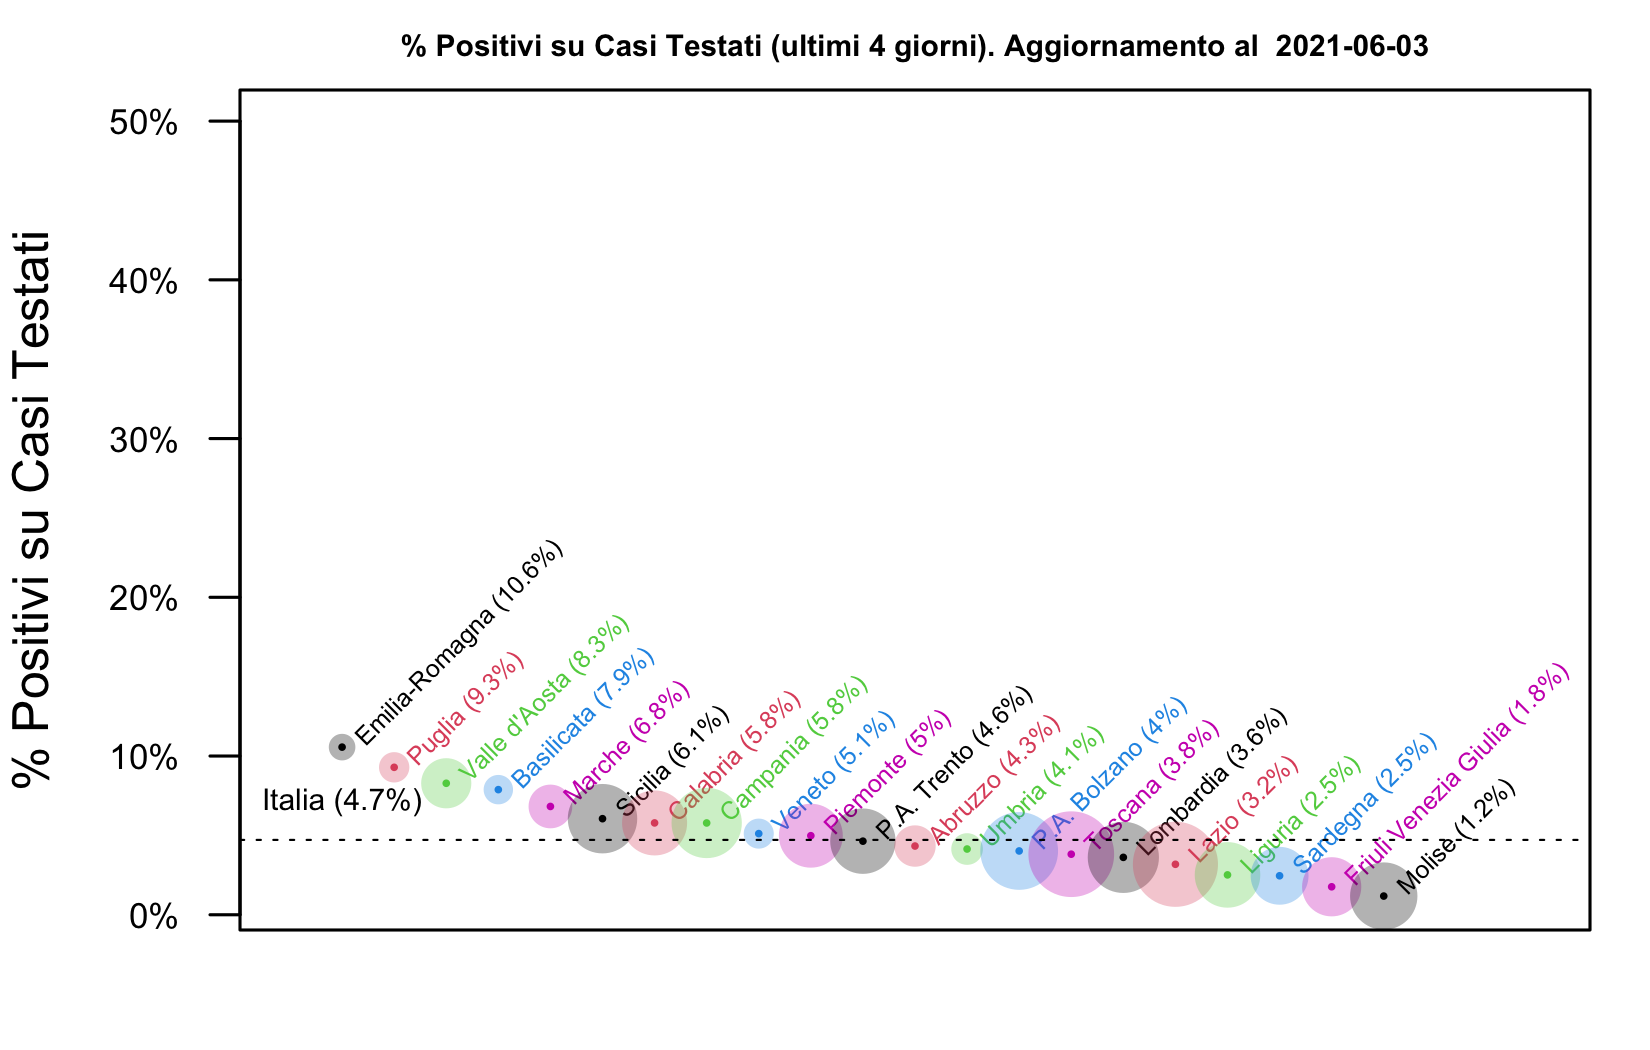 % Positivi su Casi Testati (ultimi 4 giorni). Aggiornamento al  2021-06-03
% Positivi su Casi Testati
50%
40%
30%
20%
10%
0%
Italia (4.7%)
Emilia-Romagna (10.6%)
Puglia (9.3%)
Valle d'Aosta (8.3%)
Basilicata (7.9%)
Marche (6.8%)
Sicilia (6.1%)
Calabria (5.8%)
Campania (5.8%)
Veneto (5.1%)
Piemonte (5%)
P.A. Trento (4.6%)
Abruzzo (4.3%)
Umbria (4.1%)
P.A. Bolzano (4%)
Toscana (3.8%)
Lombardia (3.6%)
Lazio (3.2%)
Liguria (2.5%)
Sardegna (2.5%)
Friuli Venezia Giulia (1.8%)
Molise (1.2%)